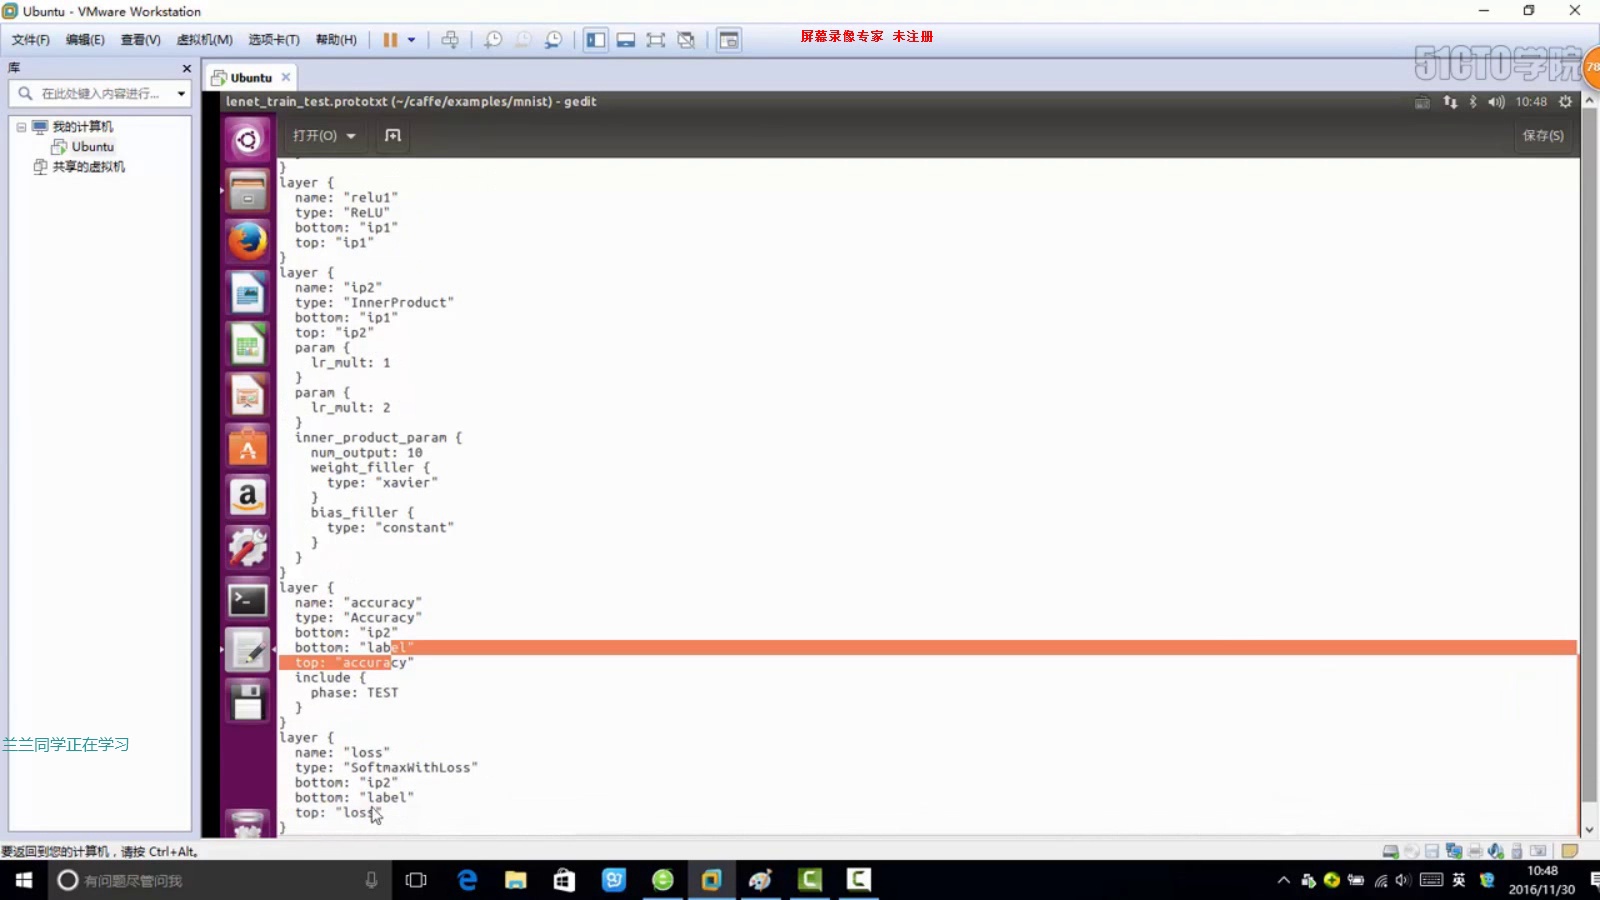 Ubuntu - VMware Workstation
文件(F) 编辑(E) 查看(V) 虚拟机(M) 选项卡(T) 帮助(H)
屏幕录像专家 未注册
51CTO学院
78
库
Ubuntu
在此处键入内容进行...
我的计算机
Ubuntu
共享的虚拟机
lenet_train_test.prototxt (~/caffe/examples/mnist) - gedit
10:48
打开(O)
保存(S)
}
layer {
name: "relu1"
type: "ReLU"
bottom: "ip1"
top: "ip1"
}
layer {
name: "ip2"
type: "InnerProduct"
bottom: "ip1"
top: "ip2"
param {
lr_mult: 1
}
param {
lr_mult: 2
}
inner_product_param {
num_output: 10
weight_filler {
type: "xavier"
}
bias_filler {
type: "constant"
}
}
}
layer {
name: "accuracy"
type: "Accuracy"
bottom: "ip2"
bottom: "label"
top: "accuracy"
include {
phase: TEST
}
}
layer {
name: "loss"
type: "SoftmaxWithLoss"
bottom: "ip2"
bottom: "label"
top: "loss"
}
兰兰同学正在学习
要返回到您的计算机，请按 Ctrl+Alt。
有问题尽管问我
英
10:48
2016/11/30